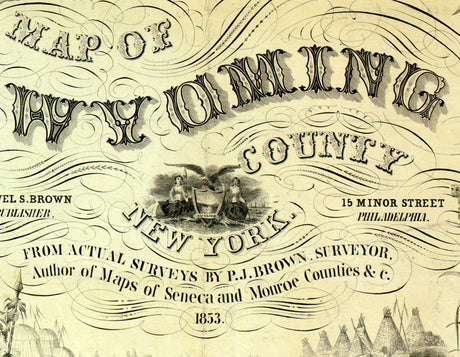 MAP OF
WYOMING
COUNTY
NEW YORK.
EL S. BROWN
PUBLISHER.
15 MINOR STREET
PHILADELPHIA.
FROM ACTUAL SURVEYS BY P.J. BROWN, SURVEYOR,
Author of Maps of Seneca and Monroe Counties & c.
1853.